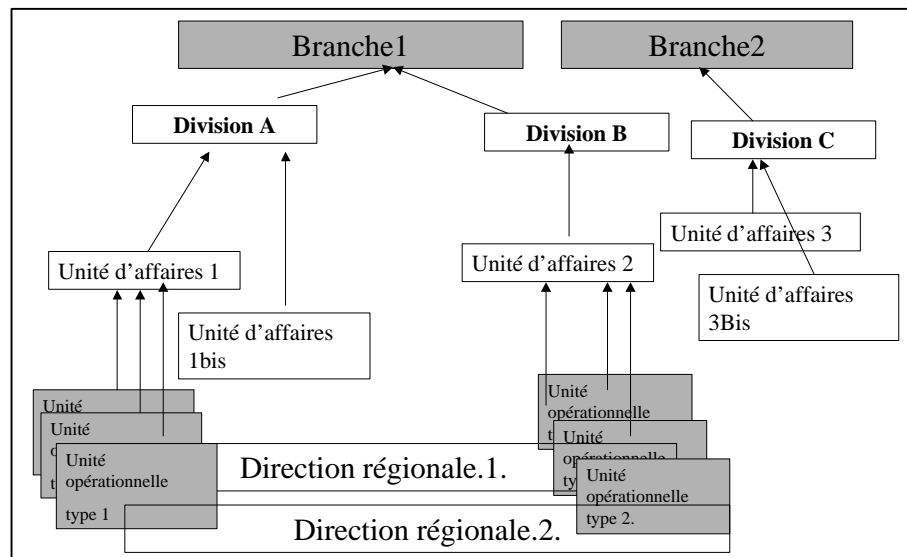 Branche1
Branche2
Division A
Division B
Division C
Unité d’affaires 1
Unité d’affaires 2
Unité d’affaires 3
Unité d’affaires
1bis
Unité d’affaires
3Bis
Unité
Unité
Unité
opérationnelle
type 1
Unité
opérationnelle
Unité
opérationnelle
Unité
opérationnelle
type 2.
Direction régionale.1.
Direction régionale.2.